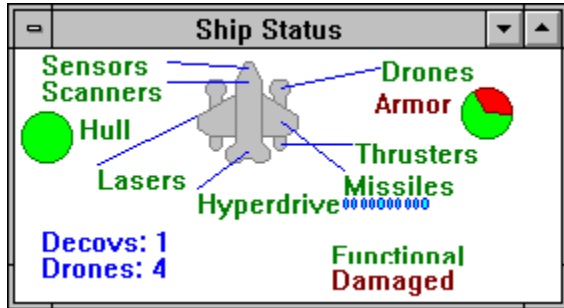 Ship Status
Sensors
Scanners
Drones
Armor
Hull
Thrusters
Lasers
Missiles
Hyperdrive
Decoys: 1
Drones: 4
Functional
Damaged